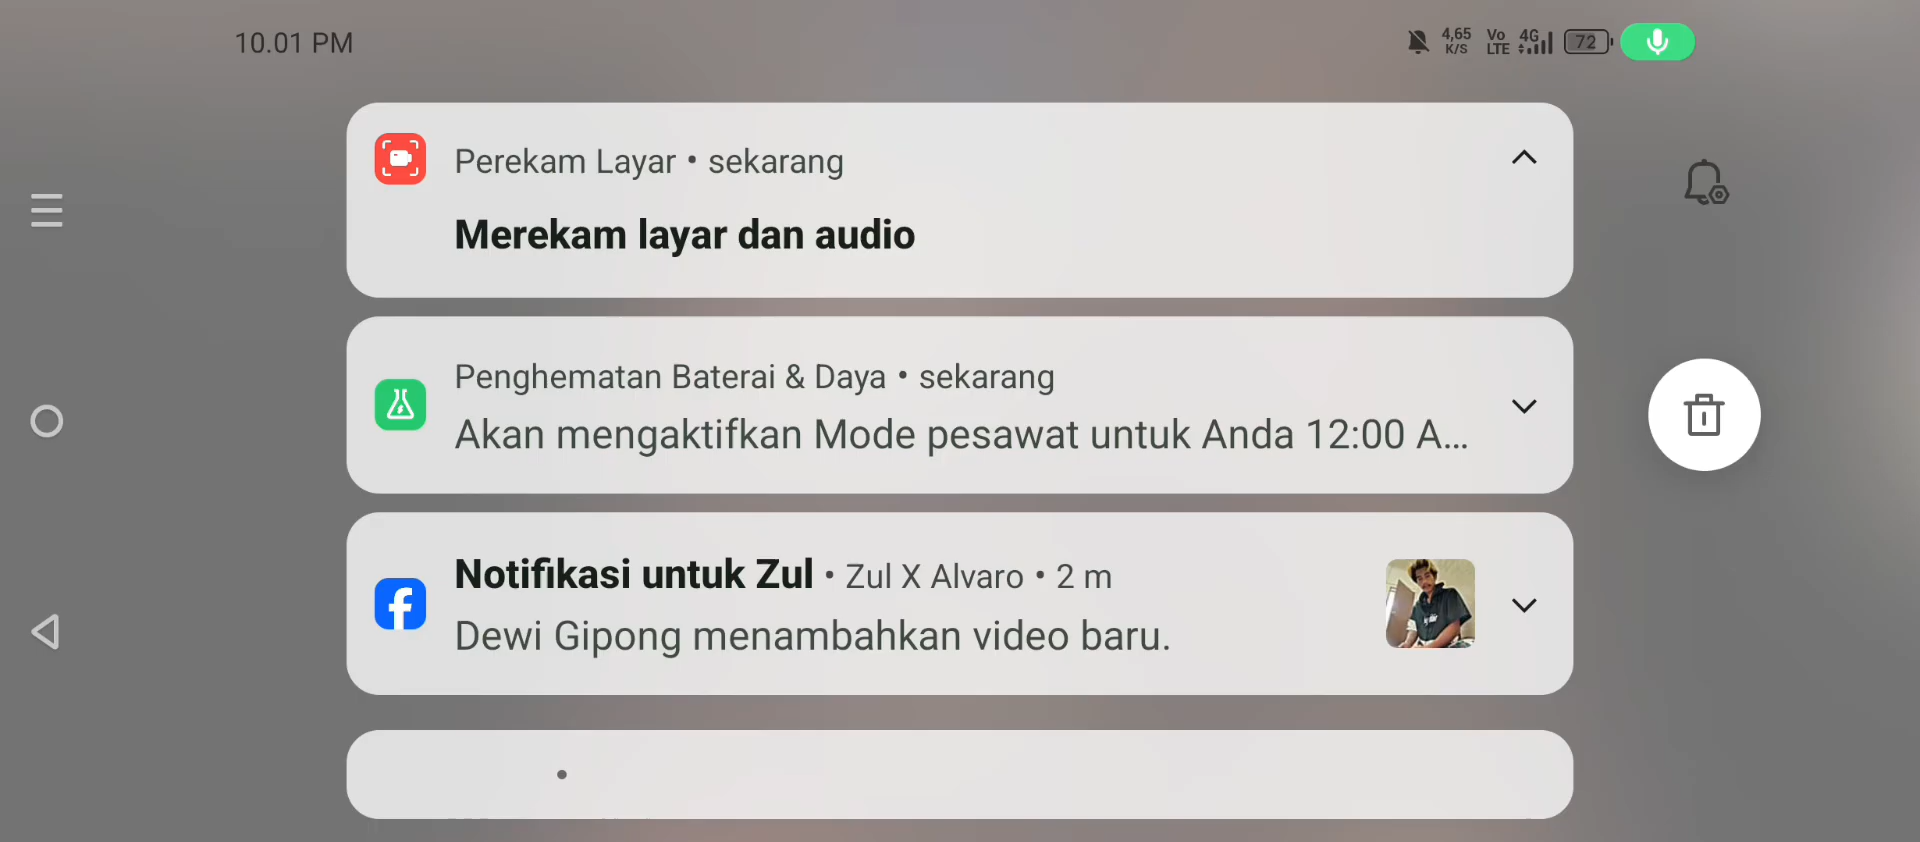 10.01 PM
4,65 K/S Vo LTE 4G 72
Perekam Layar • sekarang
Merekam layar dan audio
Penghematan Baterai & Daya • sekarang
Akan mengaktifkan Mode pesawat untuk Anda 12:00 A...
Notifikasi untuk Zul • Zul X Alvaro • 2 m
Dewi Gipong menambahkan video baru.